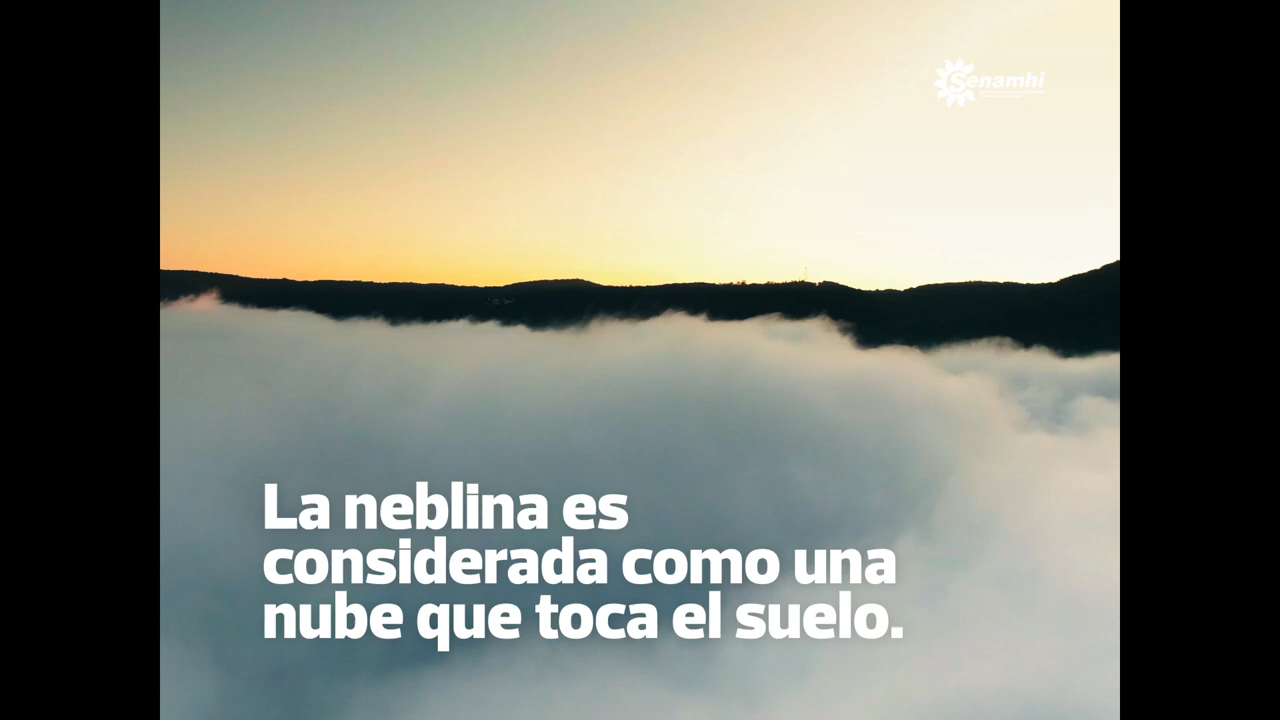 Senamhi
La neblina es
considerada como una
nube que toca el suelo.